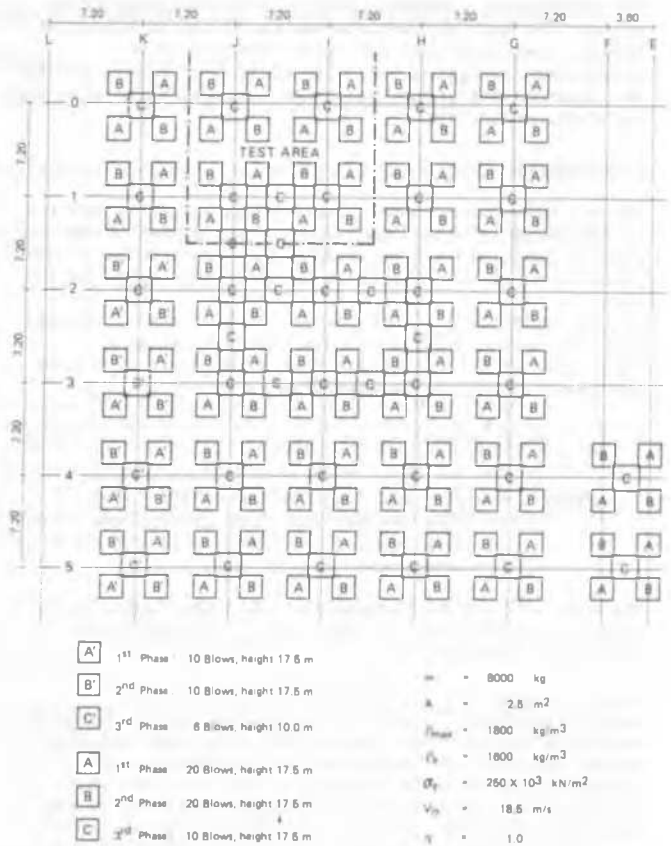 7.20 7.20 7.20 7.20 7.20 7.20 3.80
L K J I H G F E
B A B A B A B A B A
0 C C C C C
A B A B A B A B A B
7.20
TEST AREA
B A B A B A B A B A
1 C C C C C C
A B A B A B A B A B
7.20 C C
B' A' B A B A B A B A
2 C C C C C C C
A' B' A B A B A B A B
7.20 C C
B' A' B A B A B A B A
3 C' C C C C C C
A' B' A B A B A B A B
7.20
B' A' B A B A B A B A B A
4 C' C C C C C
A' B' A B A B A B A B A B
7.20
B' A' B A B A B A B A B A
5 C' C C C C C
A' B' A B A B A B A B A B
A' 1st Phase 10 Blows, height 17.5 m
B' 2nd Phase 10 Blows, height 17.5 m
C' 3rd Phase 6 Blows, height 10.0 m
A 1st Phase 20 Blows, height 17.5 m
B 2nd Phase 20 Blows, height 17.5 m
C 3rd Phase 10 Blows, height 17.5 m
m = 8000 kg
A = 2.5 m2
= 1800 kg/m3
= 1600 kg/m3
= 250 X 10³ kN/m2
= 18.5 m/s
= 1.0